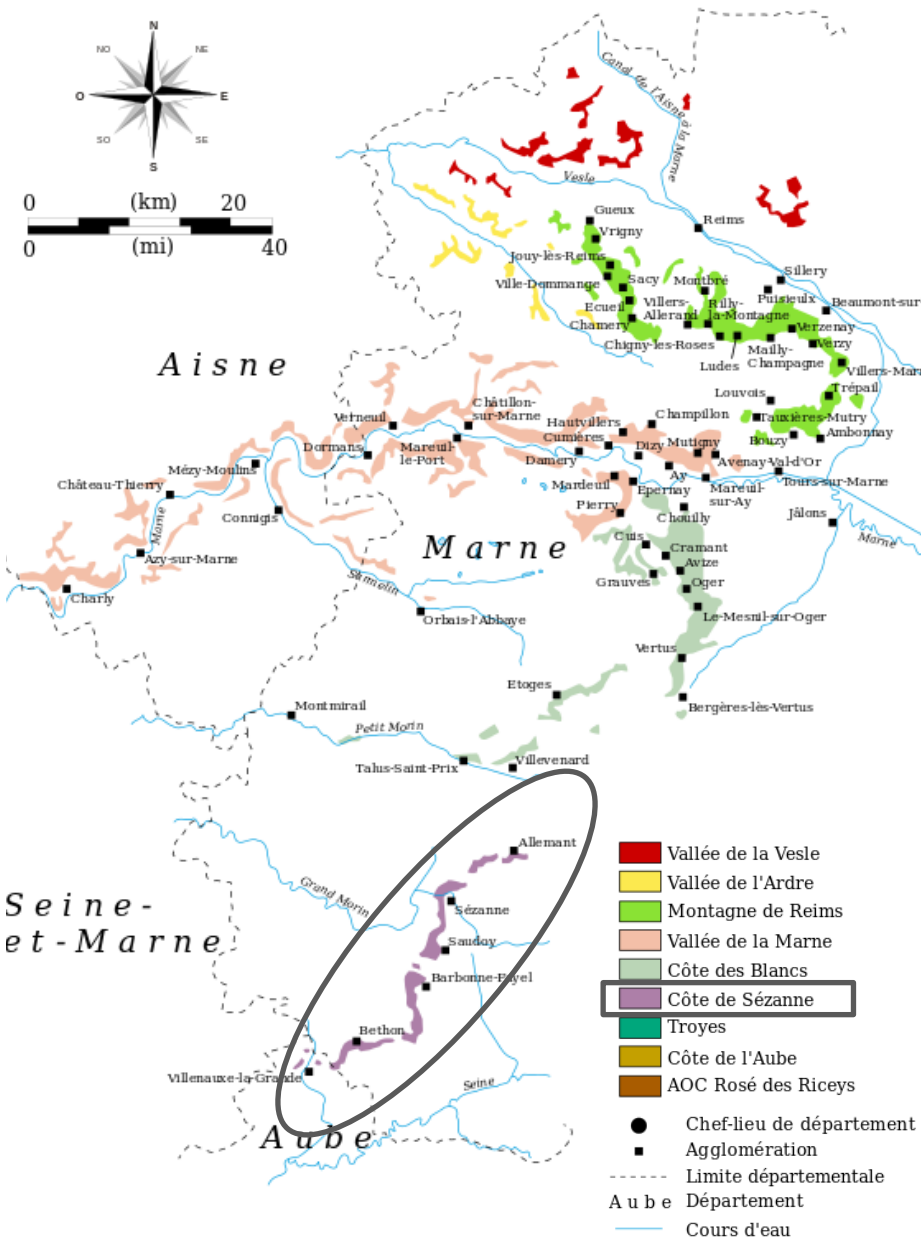 N
NO
NE
O
E
SO
SE
S
0 (km) 20
0 (mi) 40
Canal de l'Aisne à la Marne
Vesle
Reims
Gueux
Vrigny
Jouy-lès-Reims
Sacy
Ville-Dommange
Ecueil
Chamery
Montbré
Villers-
Allerand
Rilly-
la-Montagne
Chigny-les-Roses
Ludes
Sillery
Puisieulx
Beaumont-sur-
Verzenay
Verzy
Mailly-
Champagne
Villers-Mar
Trépail
Louvois
Tauxières-Mutry
Bouzy
Ambonnay
Aisne
Châtillon-
sur-Marne
Verneuil
Dormans
Mareuil-
le-Port
Hautvillers
Champillon
Cumières
Dizy
Mutigny
Damery
Ay
Avenay-Val-d'Or
Mardeuil
Epernay
Mareuil-
sur-Ay
Tours-sur-Marne
Pierry
Chouilly
Jâlons
Marne
Mézy-Moulins
Château-Thierry
Marne
Connigis
Azy-sur-Marne
Charly
Surmelin
Orbais-l'Abbaye
Marne
Cuis
Cramant
Avize
Grauves
Oger
Le-Mesnil-sur-Oger
Vertus
Bergères-lès-Vertus
Etoges
Montmirail
Petit Morin
Talus-Saint-Prix
Villevenard
Allemant
Grand Morin
Sézanne
Saudoy
Barbonne-Fayel
Bethon
Villenauxe-la-Grande
Seine
Seine-
et-Marne
Aube
Vallée de la Vesle
Vallée de l'Ardre
Montagne de Reims
Vallée de la Marne
Côte des Blancs
Côte de Sézanne
Troyes
Côte de l'Aube
AOC Rosé des Riceys
Chef-lieu de département
Agglomération
Limite départementale
Aube Département
Cours d'eau